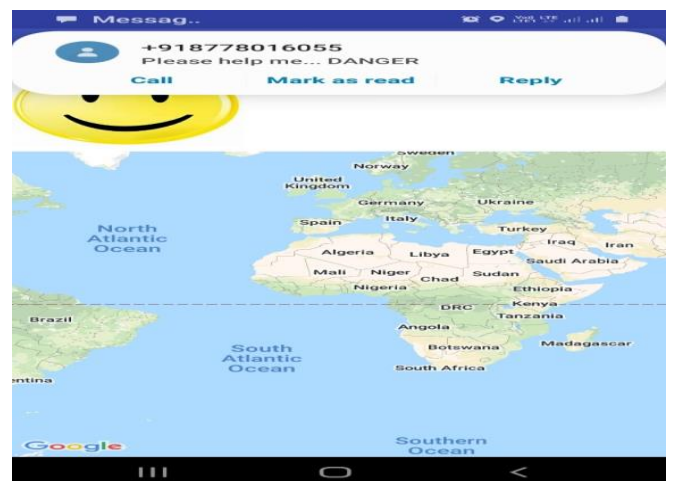 Messag..
+918778016055
Please help me... DANGER
Call Mark as read Reply
Sweden
Norway
United
Kingdom
Germany Ukraine
Spain Italy Turkey
North
Atlantic
Ocean
Iraq Iran
Algeria Libya Egypt Saudi Arabia
Mali Niger Chad Sudan
Nigeria Ethiopia
DRC Kenya
Tanzania
Brazil
Angola
South
Atlantic
Ocean
Botswana Madagascar
South Africa
entina
Google
Southern
Ocean